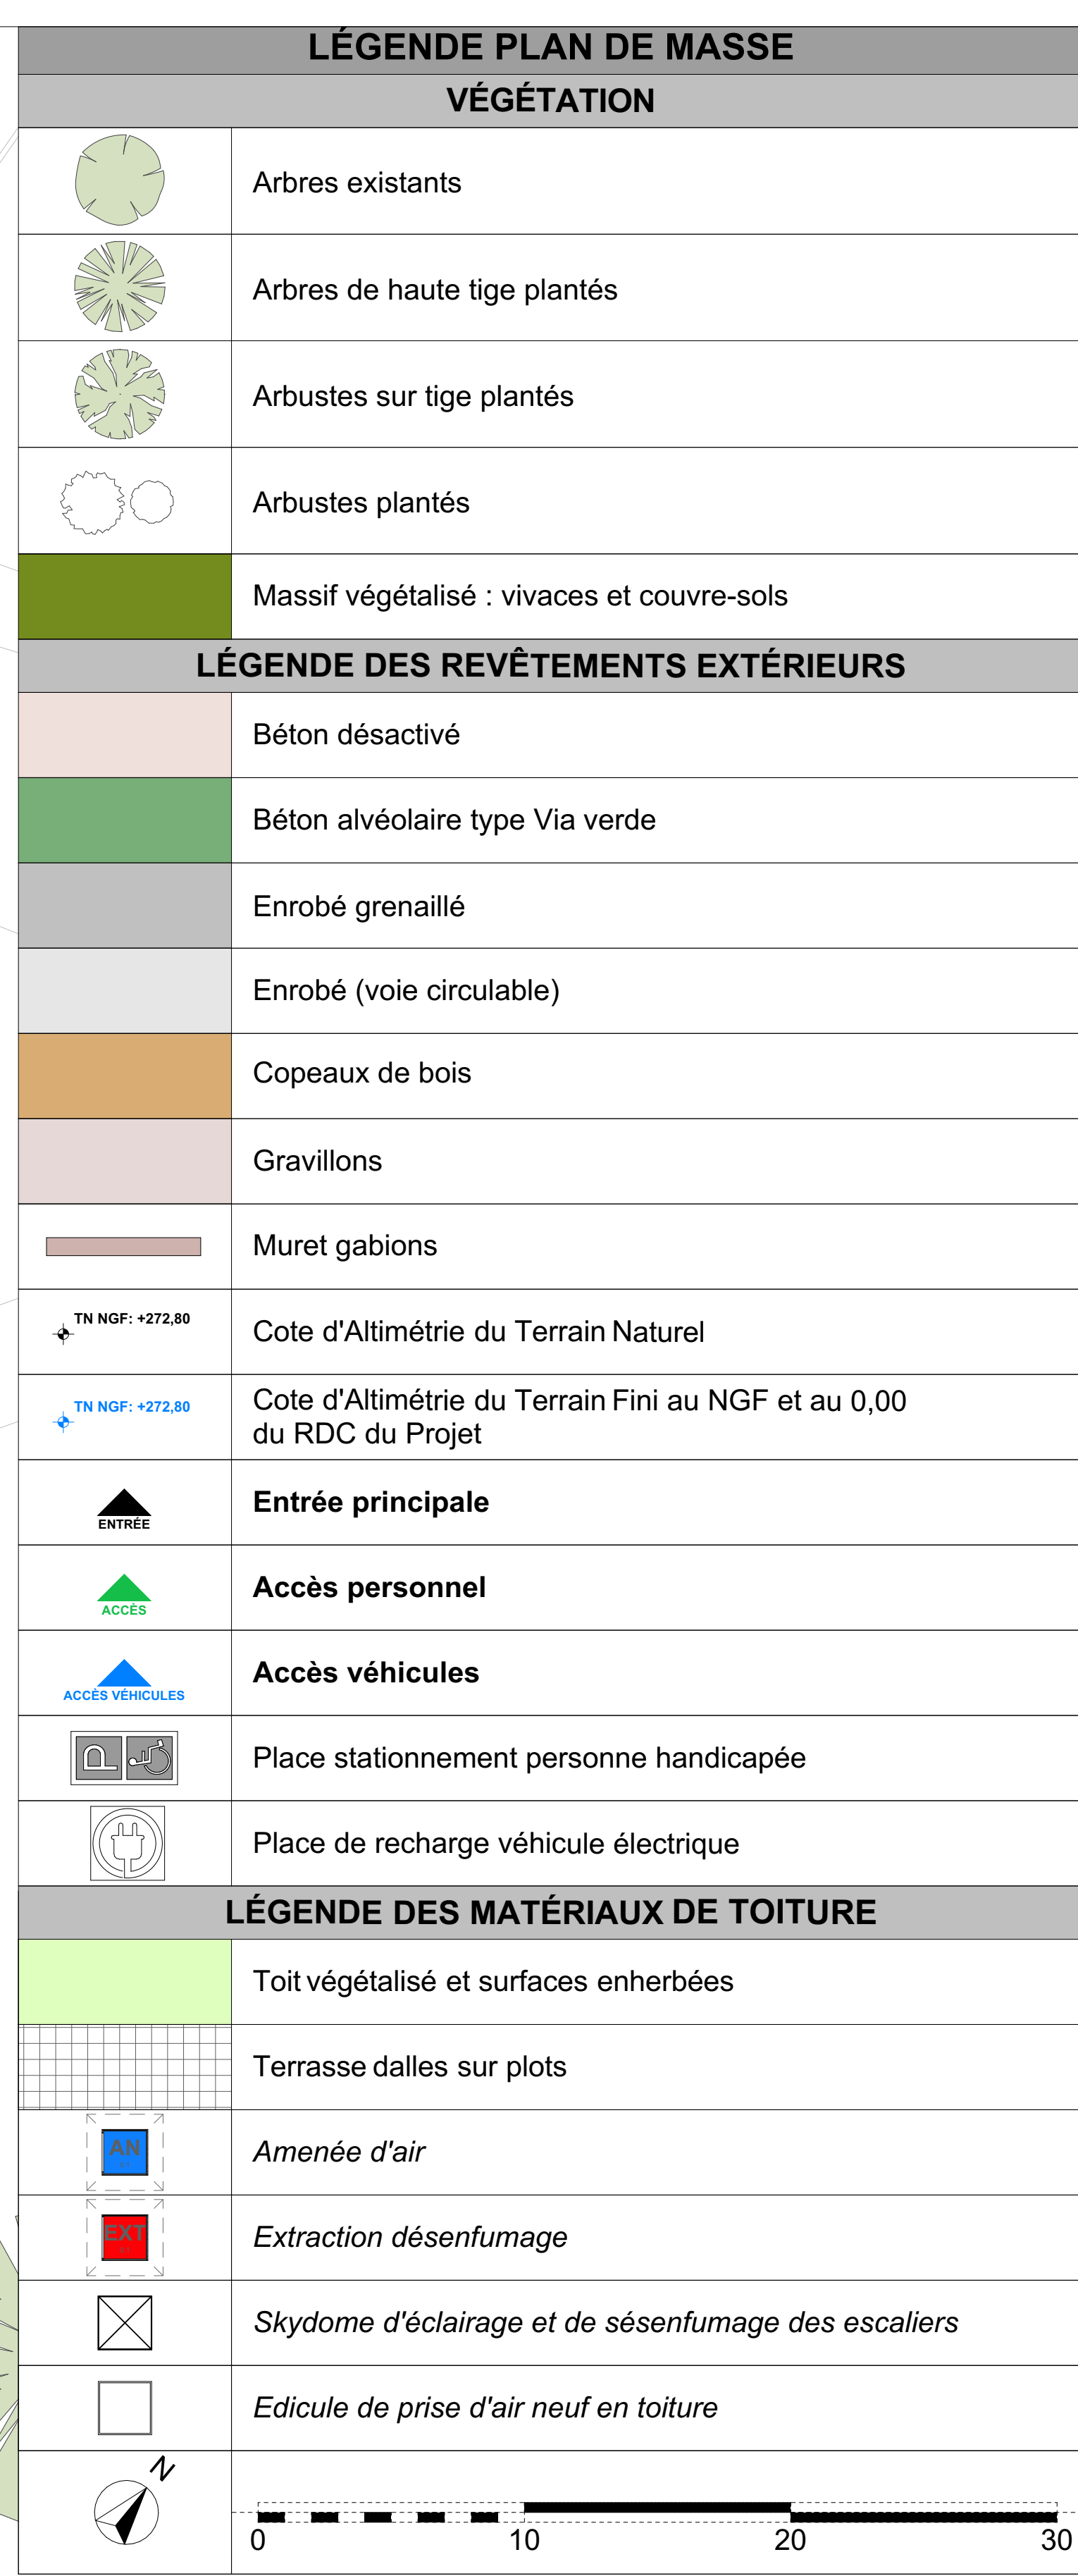 LÉGENDE PLAN DE MASSE
VÉGÉTATION
Arbres existants
Arbres de haute tige plantés
Arbustes sur tige plantés
Arbustes plantés
Massif végétalisé : vivaces et couvre-sols
LÉGENDE DES REVÊTEMENTS EXTÉRIEURS
Béton désactivé
Béton alvéolaire type Via verde
Enrobé grenaillé
Enrobé (voie circulable)
Copeaux de bois
Gravillons
Muret gabions
TN NGF: +272,80
Cote d'Altimétrie du Terrain Naturel
TN NGF: +272,80
Cote d'Altimétrie du Terrain Fini au NGF et au 0,00
du RDC du Projet
ENTRÉE
Entrée principale
ACCÈS
Accès personnel
ACCÈS VÉHICULES
Accès véhicules
P
Place stationnement personne handicapée
Place de recharge véhicule électrique
LÉGENDE DES MATÉRIAUX DE TOITURE
Toit végétalisé et surfaces enherbées
Terrasse dalles sur plots
AN
Amenée d'air
EXT
Extraction désenfumage
Skydome d'éclairage et de sésenfumage des escaliers
Edicule de prise d'air neuf en toiture
N
0 10 20 30